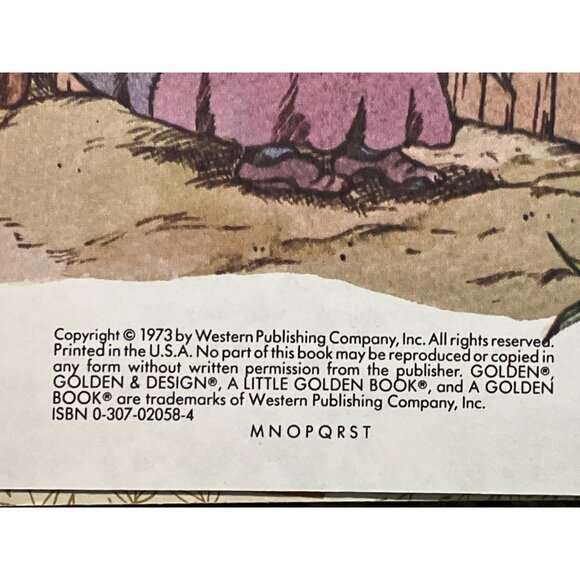 Copyright © 1973 by Western Publishing Company, Inc. All rights reserved.
Printed in the U.S.A. No part of this book may be reproduced or copied in
any form without written permission from the publisher. GOLDEN®,
GOLDEN & DESIGN®, A LITTLE GOLDEN BOOK®, and A GOLDEN
BOOK® are trademarks of Western Publishing Company, Inc.
ISBN 0-307-02058-4
M N O P Q R S T